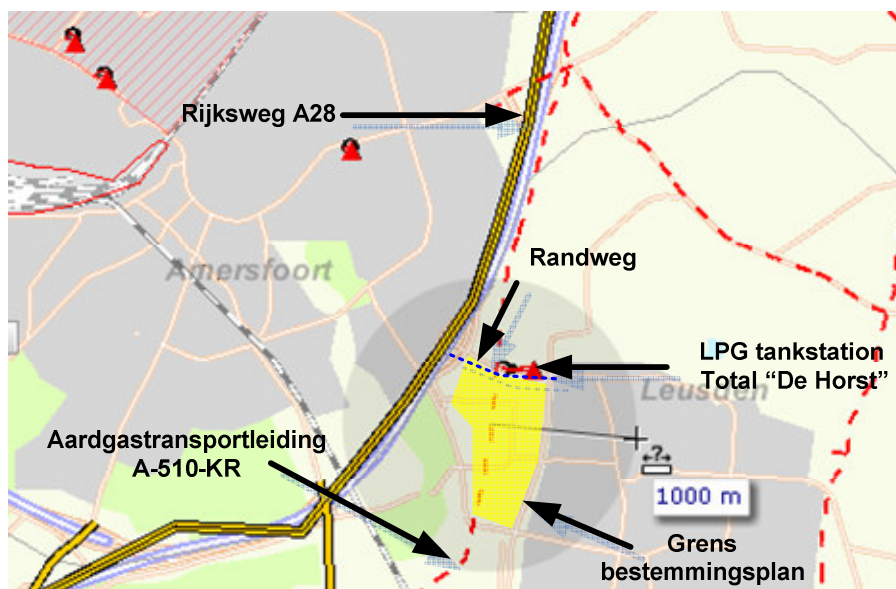 Rijksweg A28
Amersfoort
Randweg
LPG tankstation
Total “De Horst”
Leusden
Aardgastransportleiding
A-510-KR
←?→
1000 m
Grens
bestemmingsplan